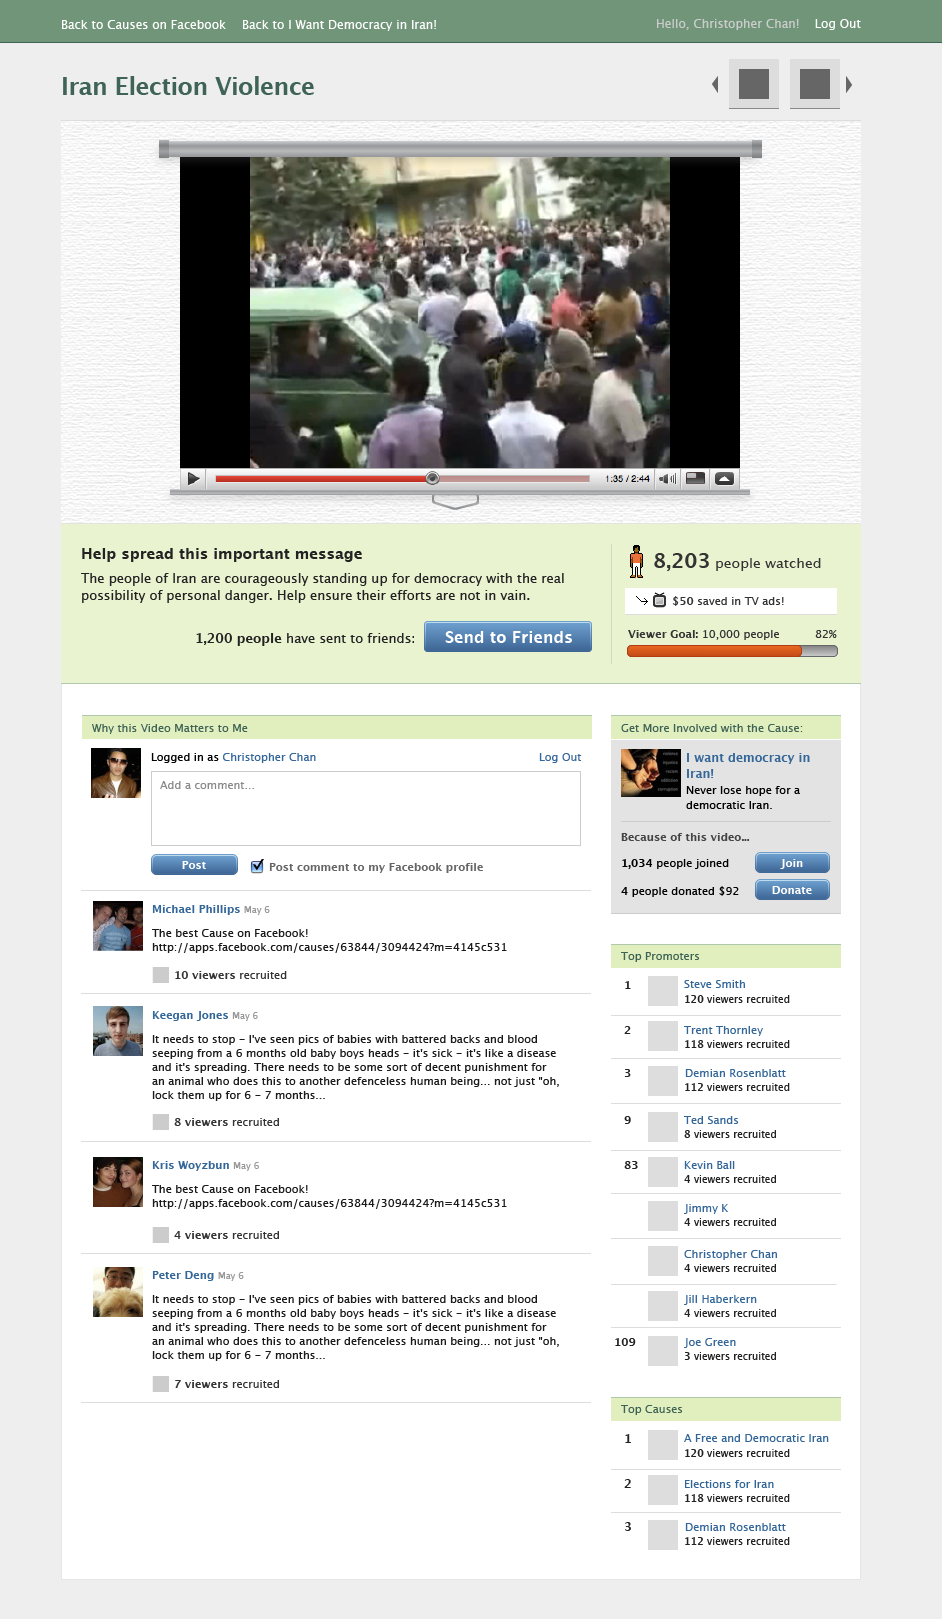 Back to Causes on Facebook Back to I Want Democracy in Iran! Hello, Christopher Chan! Log Out
Iran Election Violence
1:35 / 2:44
Help spread this important message
The people of Iran are courageously standing up for democracy with the real
possibility of personal danger. Help ensure their efforts are not in vain.
1,200 people have sent to friends: Send to Friends
8,203 people watched
$50 saved in TV ads!
Viewer Goal: 10,000 people 82%
Why this Video Matters to Me
Logged in as Christopher Chan Log Out
Add a comment...
Post Post comment to my Facebook profile
Michael Phillips May 6
The best Cause on Facebook!
http://apps.facebook.com/causes/63844/3094424?m=4145c531
10 viewers recruited
Keegan Jones May 6
It needs to stop - I've seen pics of babies with battered backs and blood
seeping from a 6 months old baby boys heads - it's sick - it's like a disease
and it's spreading. There needs to be some sort of decent punishment for
an animal who does this to another defenceless human being... not just "oh,
lock them up for 6 - 7 months...
8 viewers recruited
Kris Woyzbun May 6
The best Cause on Facebook!
http://apps.facebook.com/causes/63844/3094424?m=4145c531
4 viewers recruited
Peter Deng May 6
It needs to stop - I've seen pics of babies with battered backs and blood
seeping from a 6 months old baby boys heads - it's sick - it's like a disease
and it's spreading. There needs to be some sort of decent punishment for
an animal who does this to another defenceless human being... not just "oh,
lock them up for 6 - 7 months...
7 viewers recruited
Get More Involved with the Cause:
I want democracy in
Iran!
Never lose hope for a
democratic Iran.
Because of this video...
1,034 people joined Join
4 people donated $92 Donate
Top Promoters
1 Steve Smith
120 viewers recruited
2 Trent Thornley
118 viewers recruited
3 Demian Rosenblatt
112 viewers recruited
9 Ted Sands
8 viewers recruited
83 Kevin Ball
4 viewers recruited
Jimmy K
4 viewers recruited
Christopher Chan
4 viewers recruited
Jill Haberkern
4 viewers recruited
109 Joe Green
3 viewers recruited
Top Causes
1 A Free and Democratic Iran
120 viewers recruited
2 Elections for Iran
118 viewers recruited
3 Demian Rosenblatt
112 viewers recruited